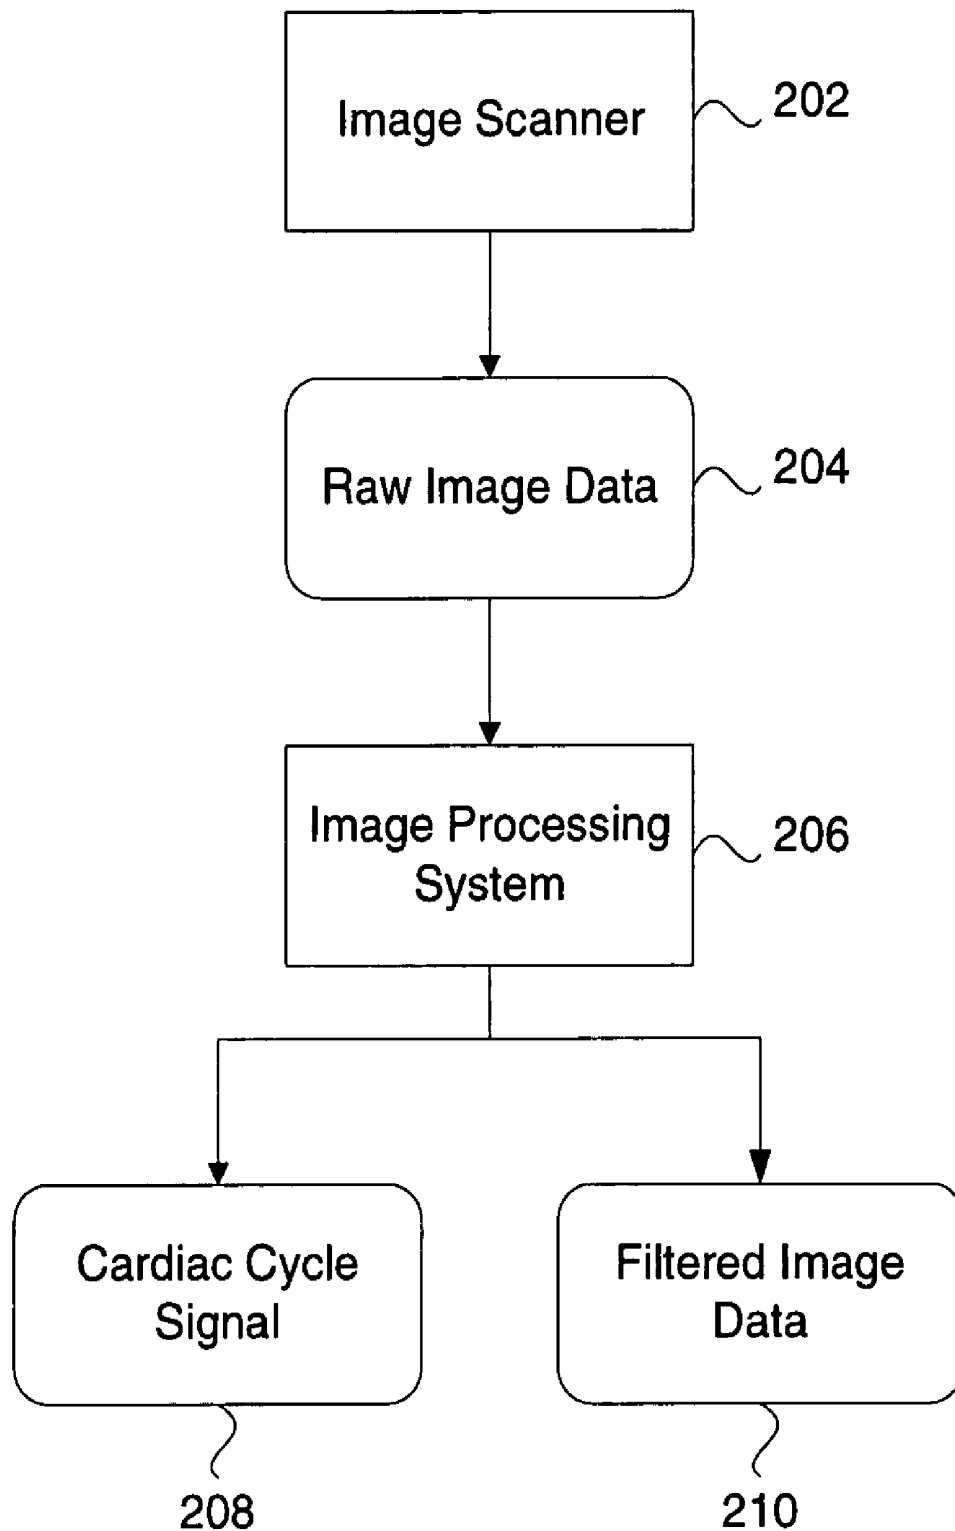 Image Scanner
202
Raw Image Data
204
Image Processing
System
206
Cardiac Cycle
Signal
Filtered Image
Data
208
210